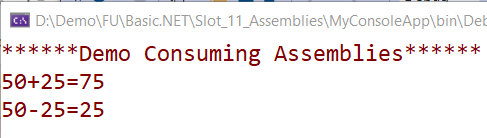 D:\Demo\FU\Basic.NET\Slot_11_Assemblies\MyConsoleApp\bin\Deb
******Demo Consuming Assemblies******
50+25=75
50-25=25